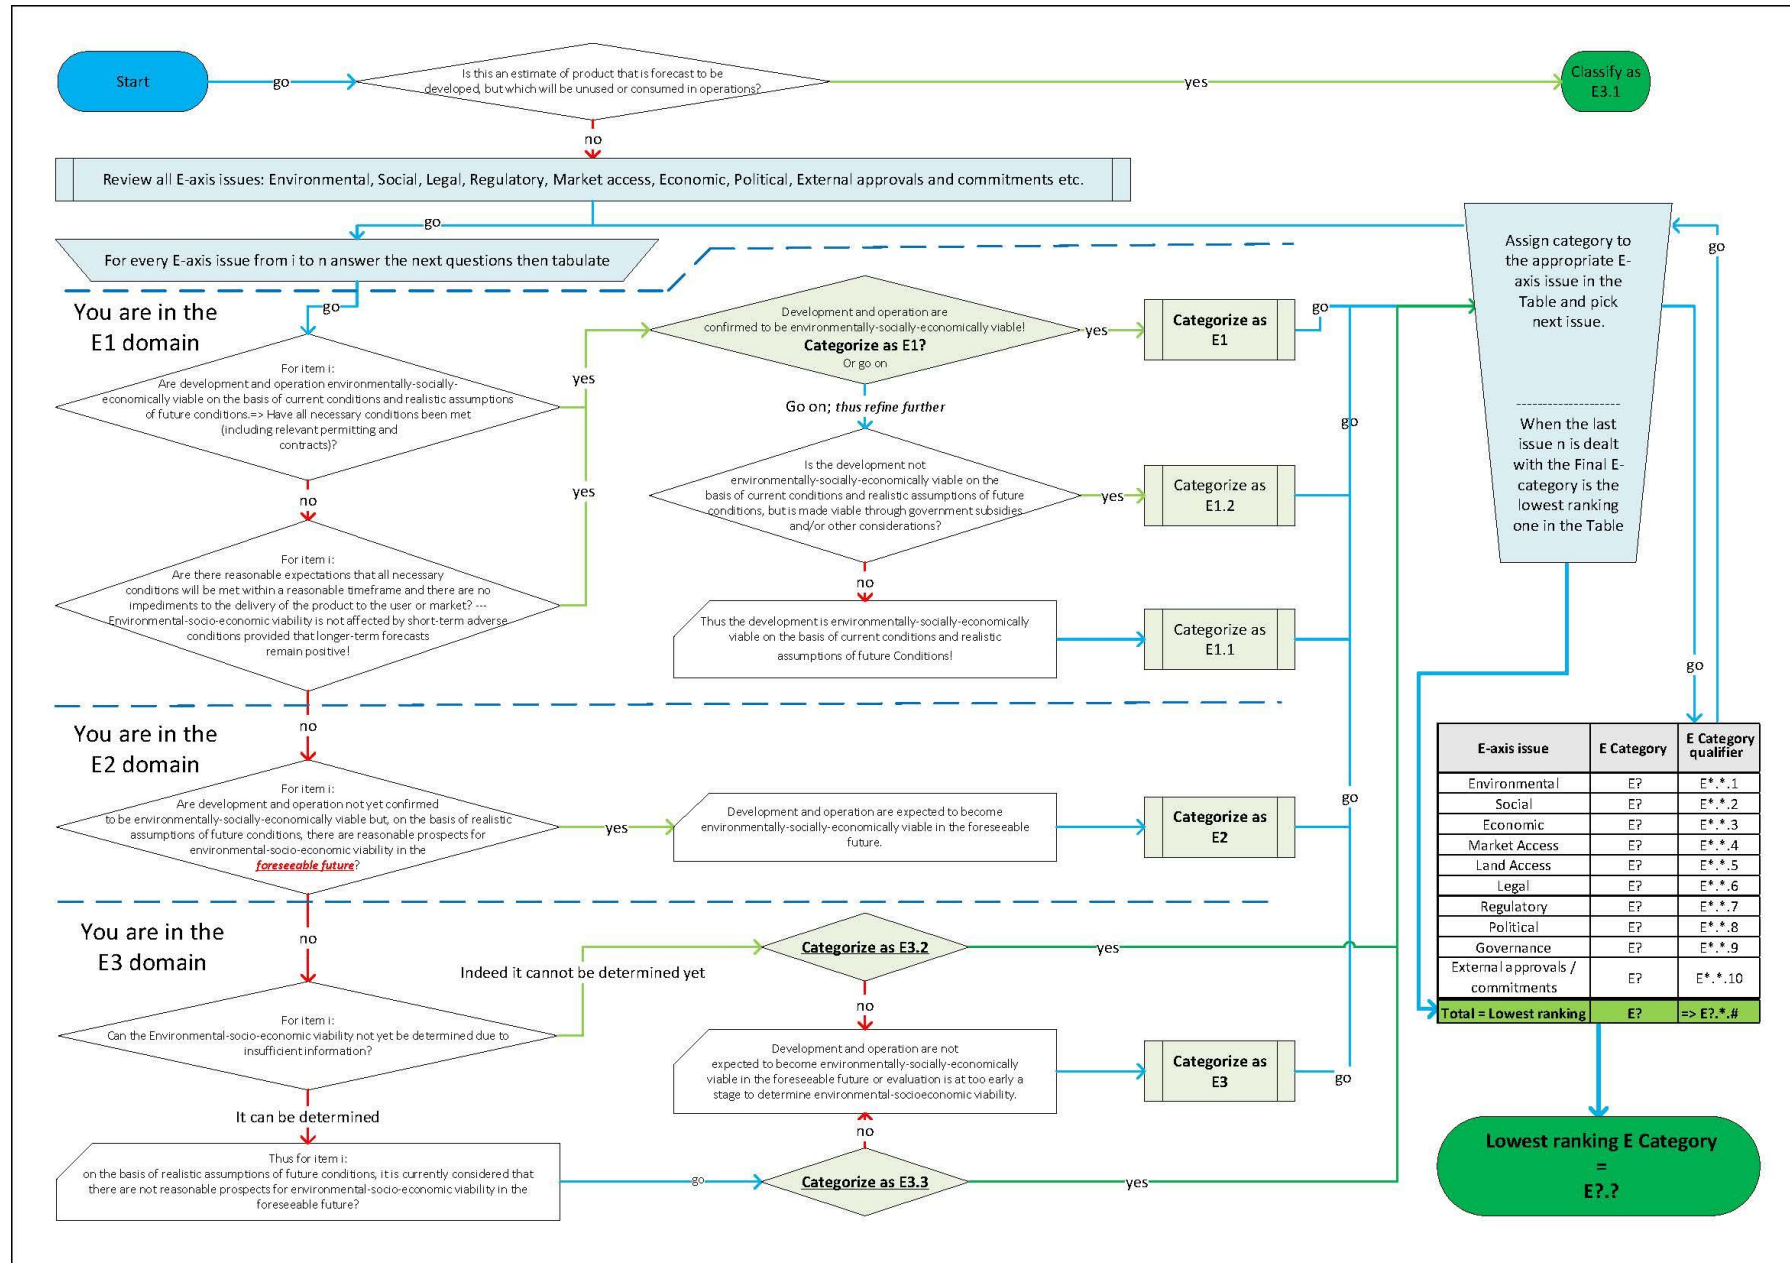 Start
go
Is this an estimate of product that is forecast to be
developed, but which will be unused or consumed in operations?
yes
Classify as
E3.1
no
Review all E-axis issues: Environmental, Social, Legal, Regulatory, Market access, Economic, Political, External approvals and commitments etc.
go
For every E-axis issue from i to n answer the next questions then tabulate
You are in the
E1 domain
go
For item i:
Are development and operation environmentally-socially-
economically viable on the basis of current conditions and realistic assumptions
of future conditions.=> Have all necessary conditions been met
(including relevant permitting and
contracts)?
yes
no
For item i:
Are there reasonable expectations that all necessary
conditions will be met within a reasonable timeframe and there are no
impediments to the delivery of the product to the user or market? ---
Environmental-socio-economic viability is not affected by short-term adverse
conditions provided that longer-term forecasts
remain positive!
yes
no
Development and operation are
confirmed to be environmentally-socially-economically viable!
Categorize as E1?
Or go on
yes
Categorize as
E1
go
Go on; thus refine further
Is the development not
environmentally-socially-economically viable on the
basis of current conditions and realistic assumptions of future
conditions, but is made viable through government subsidies
and/or other considerations?
yes
Categorize as
E1.2
go
no
Thus the development is environmentally-socially-economically
viable on the basis of current conditions and realistic
assumptions of future Conditions!
Categorize as
E1.1
You are in the
E2 domain
For item i:
Are development and operation not yet confirmed
to be environmentally-socially-economically viable but, on the basis of realistic
assumptions of future conditions, there are reasonable prospects for
environmental-socio-economic viability in the
foreseeable future?
yes
Development and operation are expected to become
environmentally-socially-economically viable in the foreseeable
future.
Categorize as
E2
go
no
You are in the
E3 domain
For item i:
Can the Environmental-socio-economic viability not yet be determined due to
insufficient information?
Indeed it cannot be determined yet
Categorize as E3.2
yes
no
Development and operation are not
expected to become environmentally-socially-economically
viable in the foreseeable future or evaluation is at too early a
stage to determine environmental-socioeconomic viability.
Categorize as
E3
go
It can be determined
Thus for item i:
on the basis of realistic assumptions of future conditions, it is currently considered that
there are not reasonable prospects for environmental-socio-economic viability in the
foreseeable future?
go
no
Categorize as E3.3
yes
Assign category to
the appropriate E-
axis issue in the
Table and pick
next issue.
--------------------
When the last
issue n is dealt
with the Final E-
category is the
lowest ranking
one in the Table
go
go
E-axis issue E Category E Category
qualifier
Environmental E? E*.*.1
Social E? E*.*.2
Economic E? E*.*.3
Market Access E? E*.*.4
Land Access E? E*.*.5
Legal E? E*.*.6
Regulatory E? E*.*.7
Political E? E*.*.8
Governance E? E*.*.9
External approvals /
commitments E? E*.*.10
Total = Lowest ranking E? => E?.*.#
Lowest ranking E Category
=
E?.?